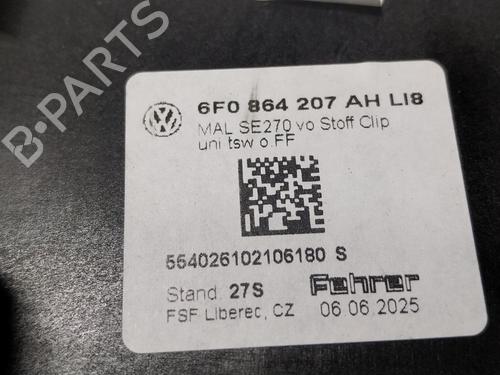 B-PARTS
6F0 864 207 AH LI8
MAL SE270 vo Stoff Clip
uni tsw o.FF
564026102106180 S
Stand: 27S Fehrer
FSF Liberec, CZ 06.06.2025